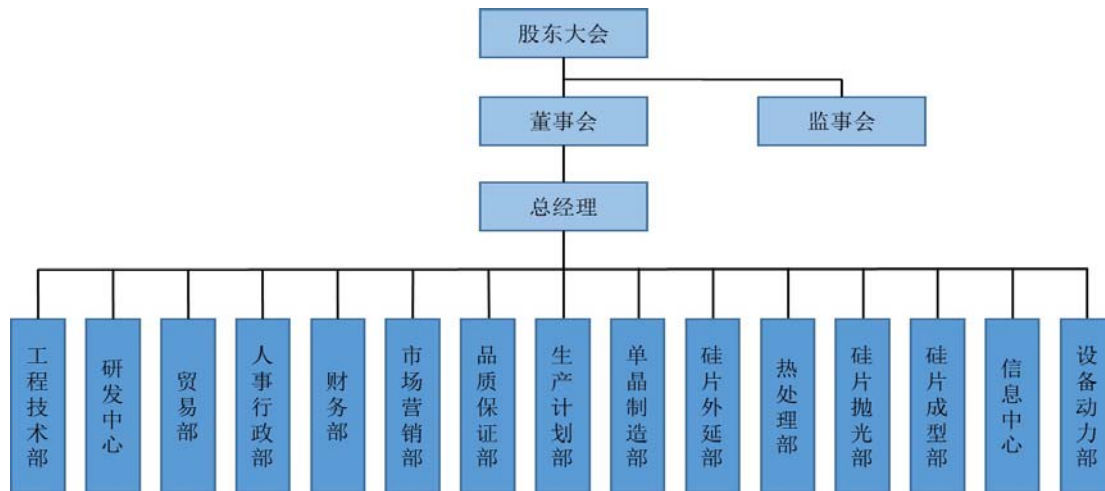 股东大会
董事会
监事会
总经理
工程技术部
研发中心
贸易部
人事行政部
财务部
市场营销部
品质保证部
生产计划部
单晶制造部
硅片外延部
热处理部
硅片抛光部
硅片成型部
信息中心
设备动力部